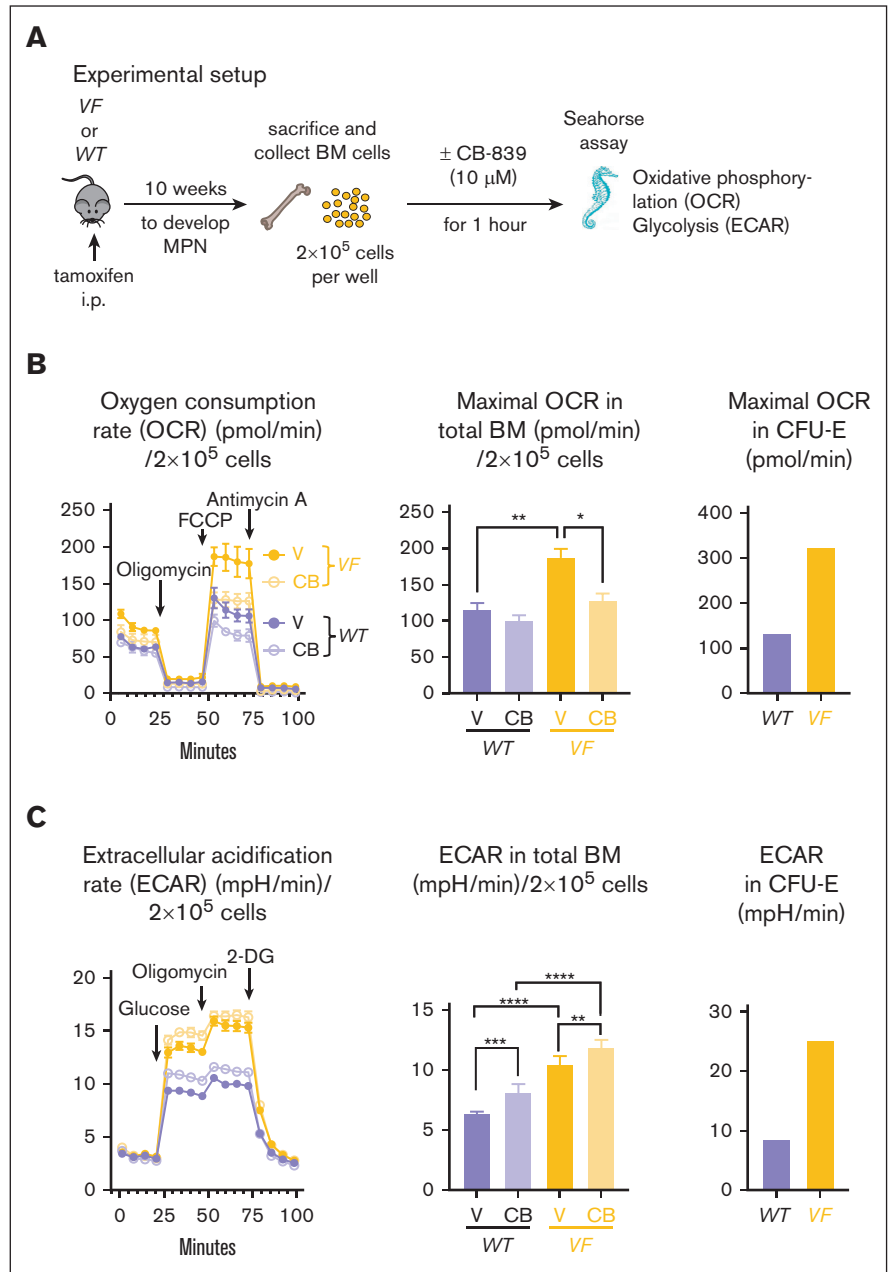 A
Experimental setup
VF
or
WT
tamoxifen
i.p.
10 weeks
to develop
MPN
sacrifice and
collect BM cells
2×10⁵ cells
per well
± CB-839
(10 μM)
for 1 hour
Seahorse
assay
Oxidative phosphory-
lation (OCR)
Glycolysis (ECAR)
B
Oxygen consumption
rate (OCR) (pmol/min)
/2×10⁵ cells
250
200
150
100
50
0
0 25 50 75 100
Minutes
Oligomycin
FCCP
Antimycin A
V
CB
VF
V
CB
WT
Maximal OCR in
total BM (pmol/min)
/2×10⁵ cells
250
200
150
100
50
0
**
*
V CB V CB
WT VF
Maximal OCR
in CFU-E
(pmol/min)
400
300
200
100
0
WT VF
C
Extracellular acidification
rate (ECAR) (mpH/min)/
2×10⁵ cells
20
15
10
5
0
0 25 50 75 100
Minutes
Glucose
Oligomycin
2-DG
ECAR in total BM
(mpH/min)/2×10⁵ cells
15
10
5
0
****
****
**
***
V CB V CB
WT VF
ECAR
in CFU-E
(mpH/min)
30
20
10
0
WT VF